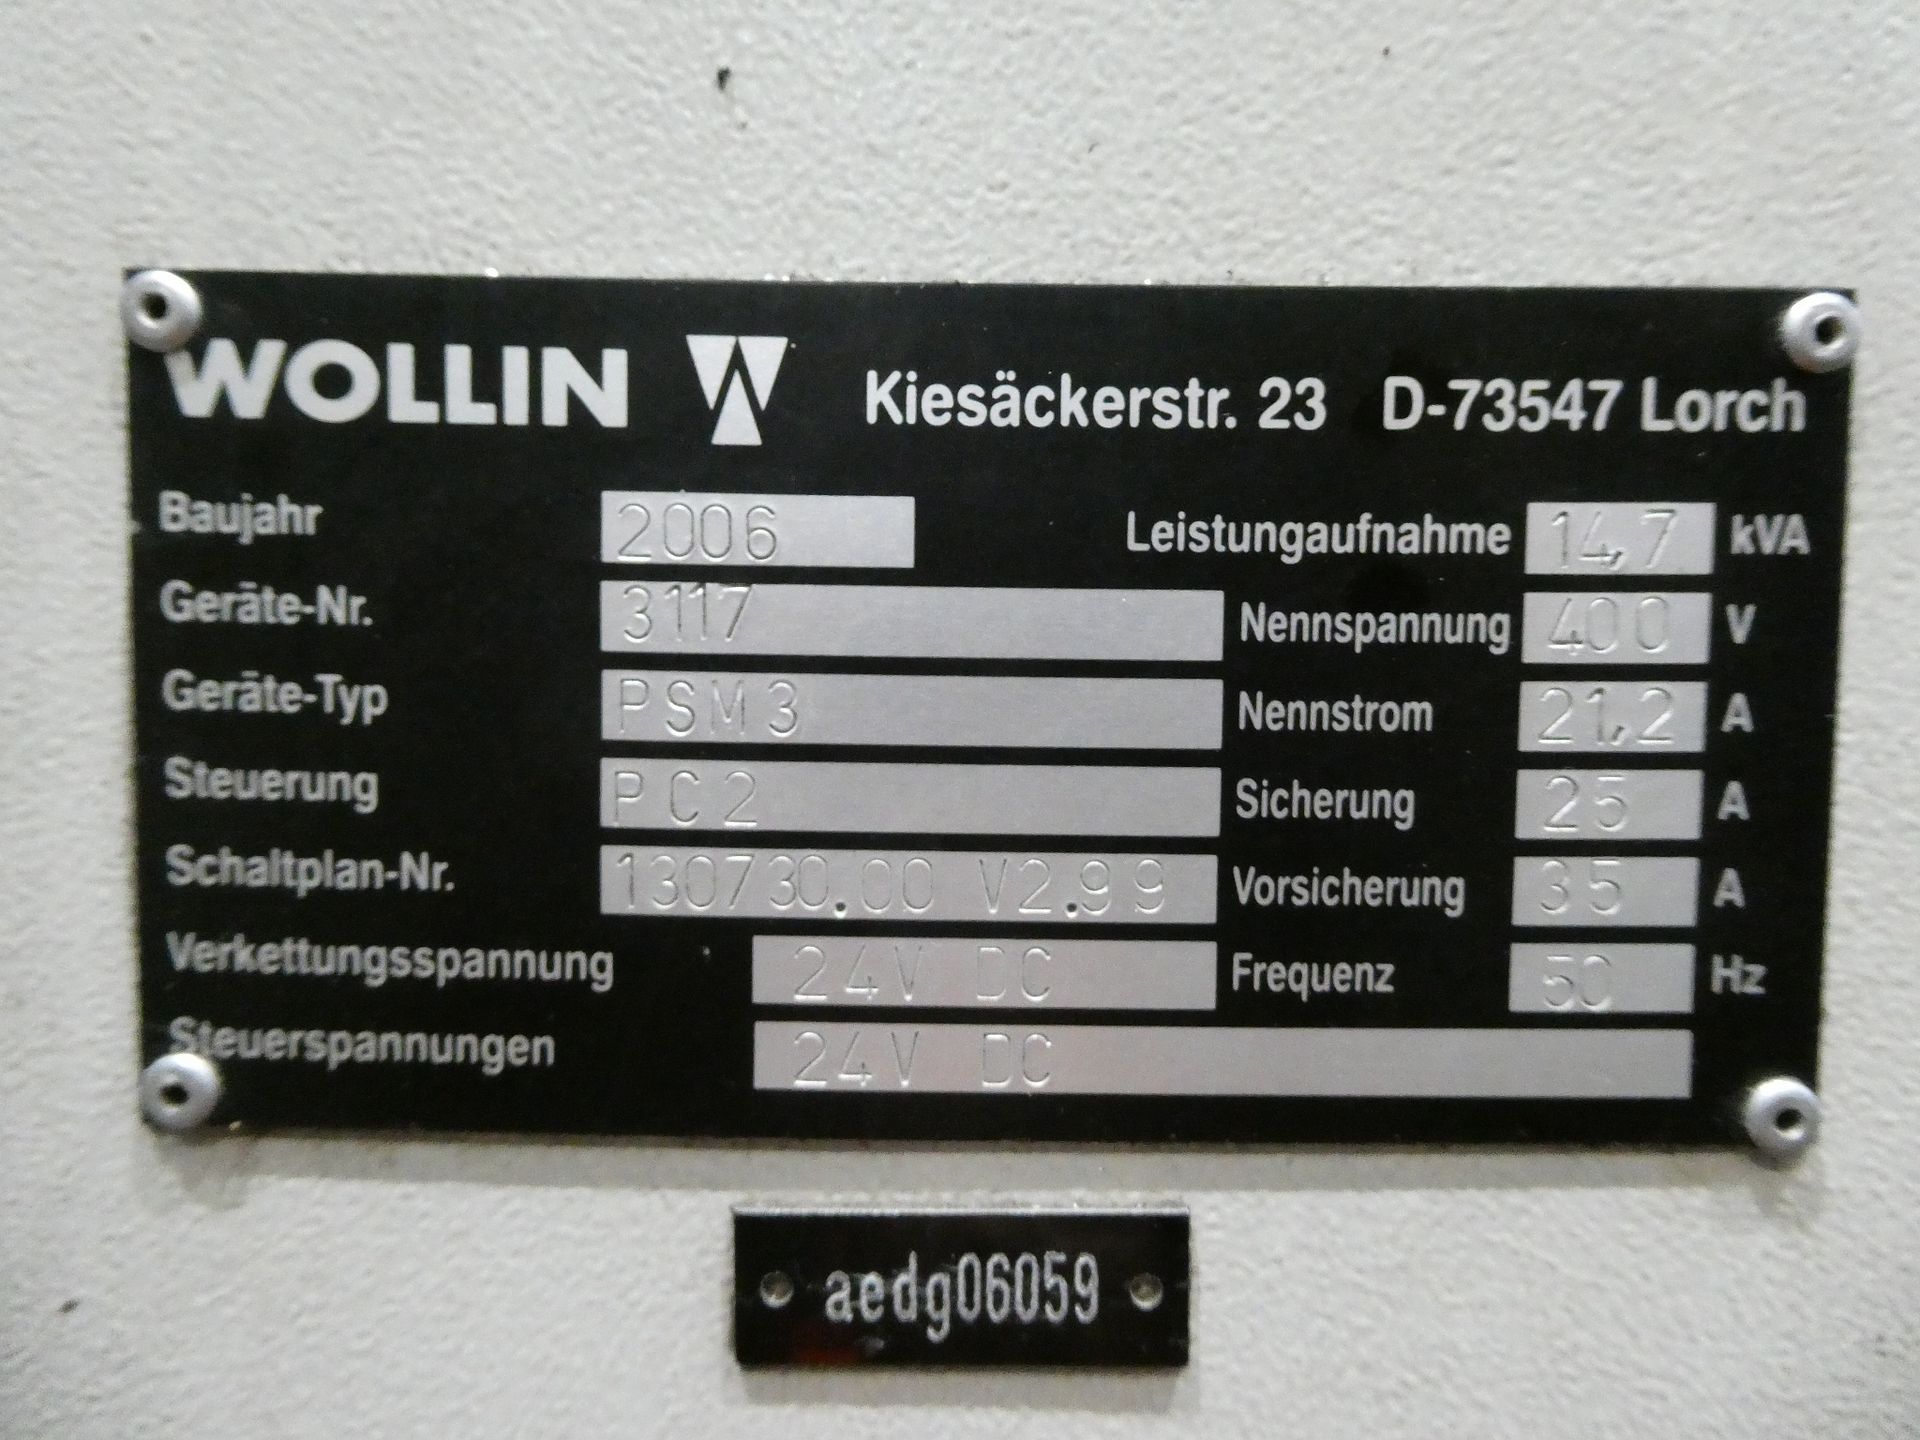 WOLLIN Kiesäckerstr. 23 D-73547 Lorch
Baujahr 2006 Leistungaufnahme 14,7 kVA
Geräte-Nr. 3117 Nennspannung 400 V
Geräte-Typ PSM3 Nennstrom 21,2 A
Steuerung PC2 Sicherung 25 A
Schaltplan-Nr. 130730.00 V2.99 Vorsicherung 35 A
Verkettungsspannung 24V DC Frequenz 50 Hz
Steuerspannungen 24V DC
aedg06059